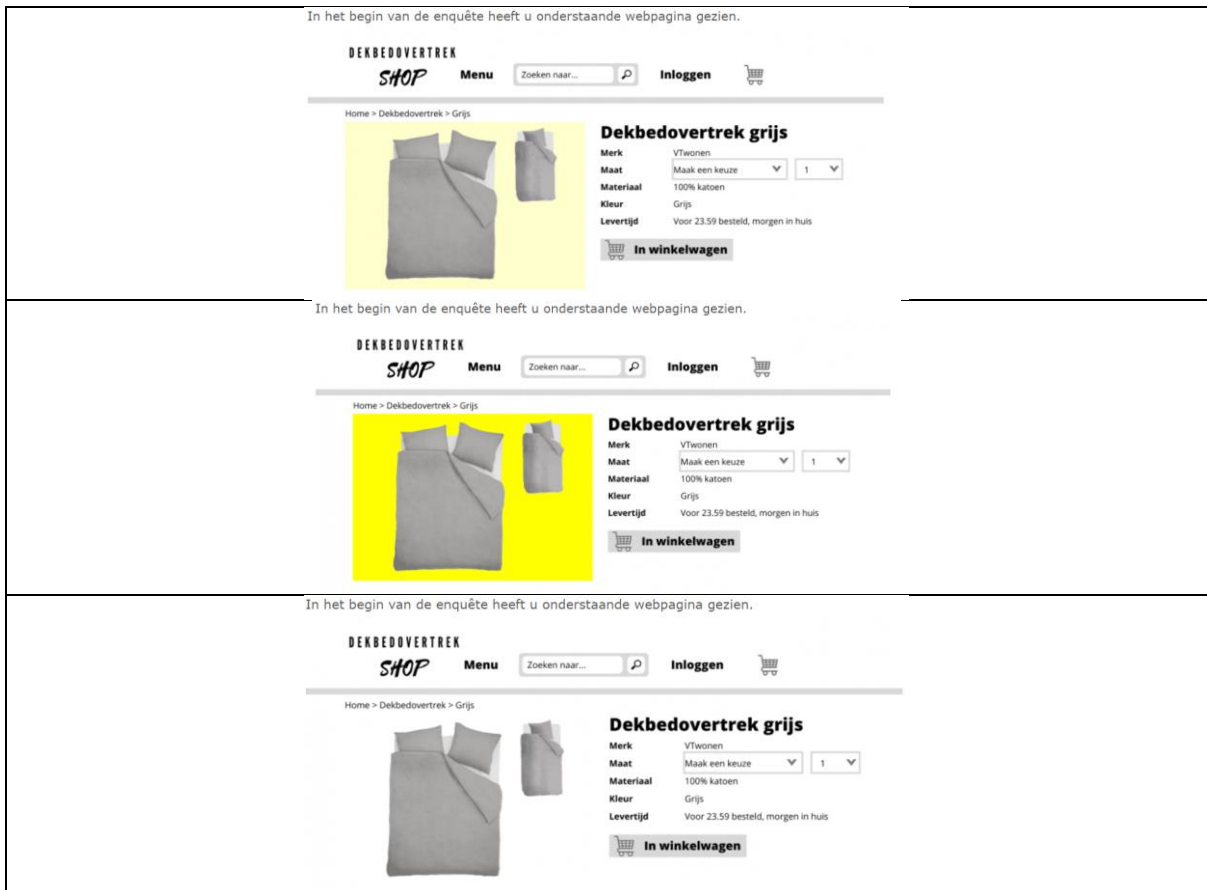 In het begin van de enquête heeft u onderstaande webpagina gezien.
DEKBEDOVERTREK
SHOP Menu Zoeken naar... Inloggen
Home > Dekbedovertrek > Grijs
Dekbedovertrek grijs
Merk VTwonen
Maat Maak een keuze 1
Materiaal 100% katoen
Kleur Grijs
Levertijd Voor 23.59 besteld, morgen in huis
In winkelwagen
In het begin van de enquête heeft u onderstaande webpagina gezien.
DEKBEDOVERTREK
SHOP Menu Zoeken naar... Inloggen
Home > Dekbedovertrek > Grijs
Dekbedovertrek grijs
Merk VTwonen
Maat Maak een keuze 1
Materiaal 100% katoen
Kleur Grijs
Levertijd Voor 23.59 besteld, morgen in huis
In winkelwagen
In het begin van de enquête heeft u onderstaande webpagina gezien.
DEKBEDOVERTREK
SHOP Menu Zoeken naar... Inloggen
Home > Dekbedovertrek > Grijs
Dekbedovertrek grijs
Merk VTwonen
Maat Maak een keuze 1
Materiaal 100% katoen
Kleur Grijs
Levertijd Voor 23.59 besteld, morgen in huis
In winkelwagen